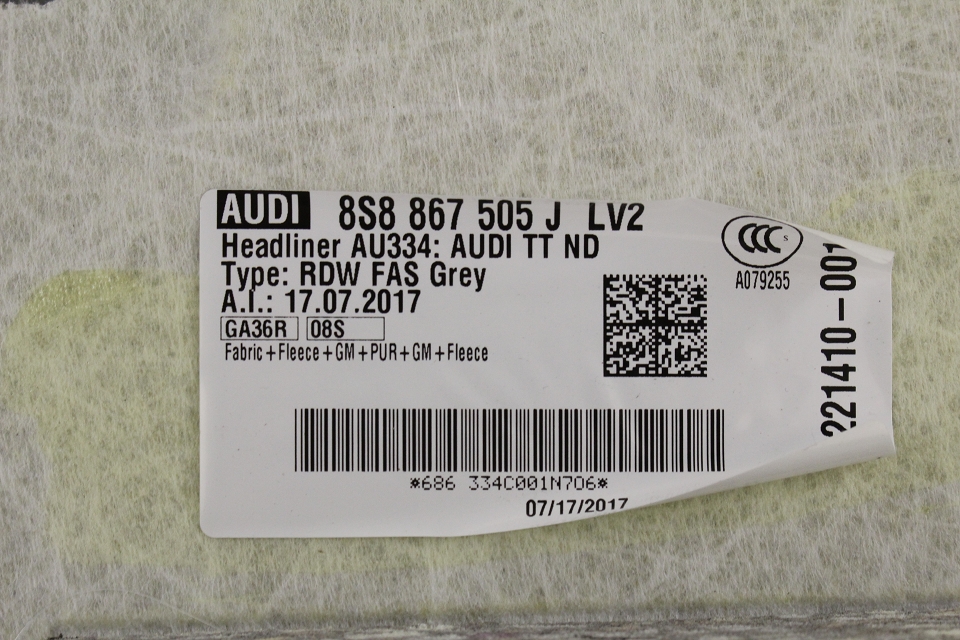 AUDI 8S8 867 505 J LV2
Headliner AU334: AUDI TT ND
Type: RDW FAS Grey
A.I.: 17.07.2017
GA36R 08S
Fabric+Fleece+GM+PUR+GM+Fleece
*686 334C001N706*
07/17/2017
CCC S
A079255
221410-001